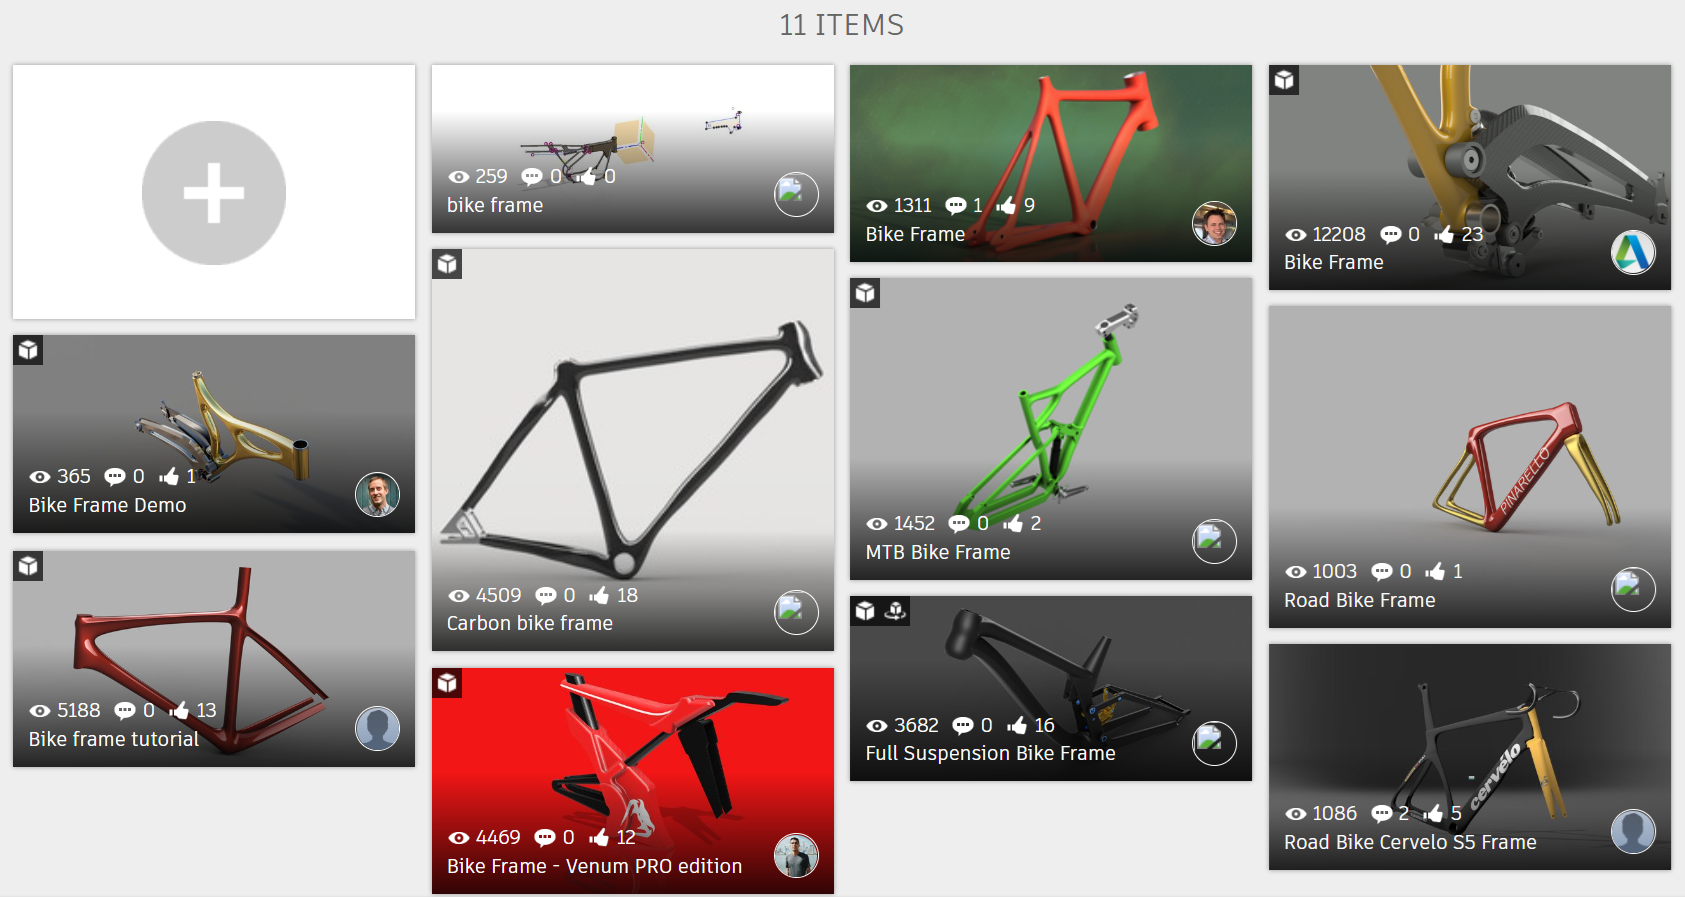 11 ITEMS
259 0 0
bike frame
1311 1 9
Bike Frame
12208 0 23
Bike Frame
365 0 1
Bike Frame Demo
4509 0 18
Carbon bike frame
1452 0 2
MTB Bike Frame
PINARELLO
1003 0 1
Road Bike Frame
5188 0 13
Bike frame tutorial
4469 0 12
Bike Frame - Venum PRO edition
3682 0 16
Full Suspension Bike Frame
cervélo
1086 2 5
Road Bike Cervelo S5 Frame